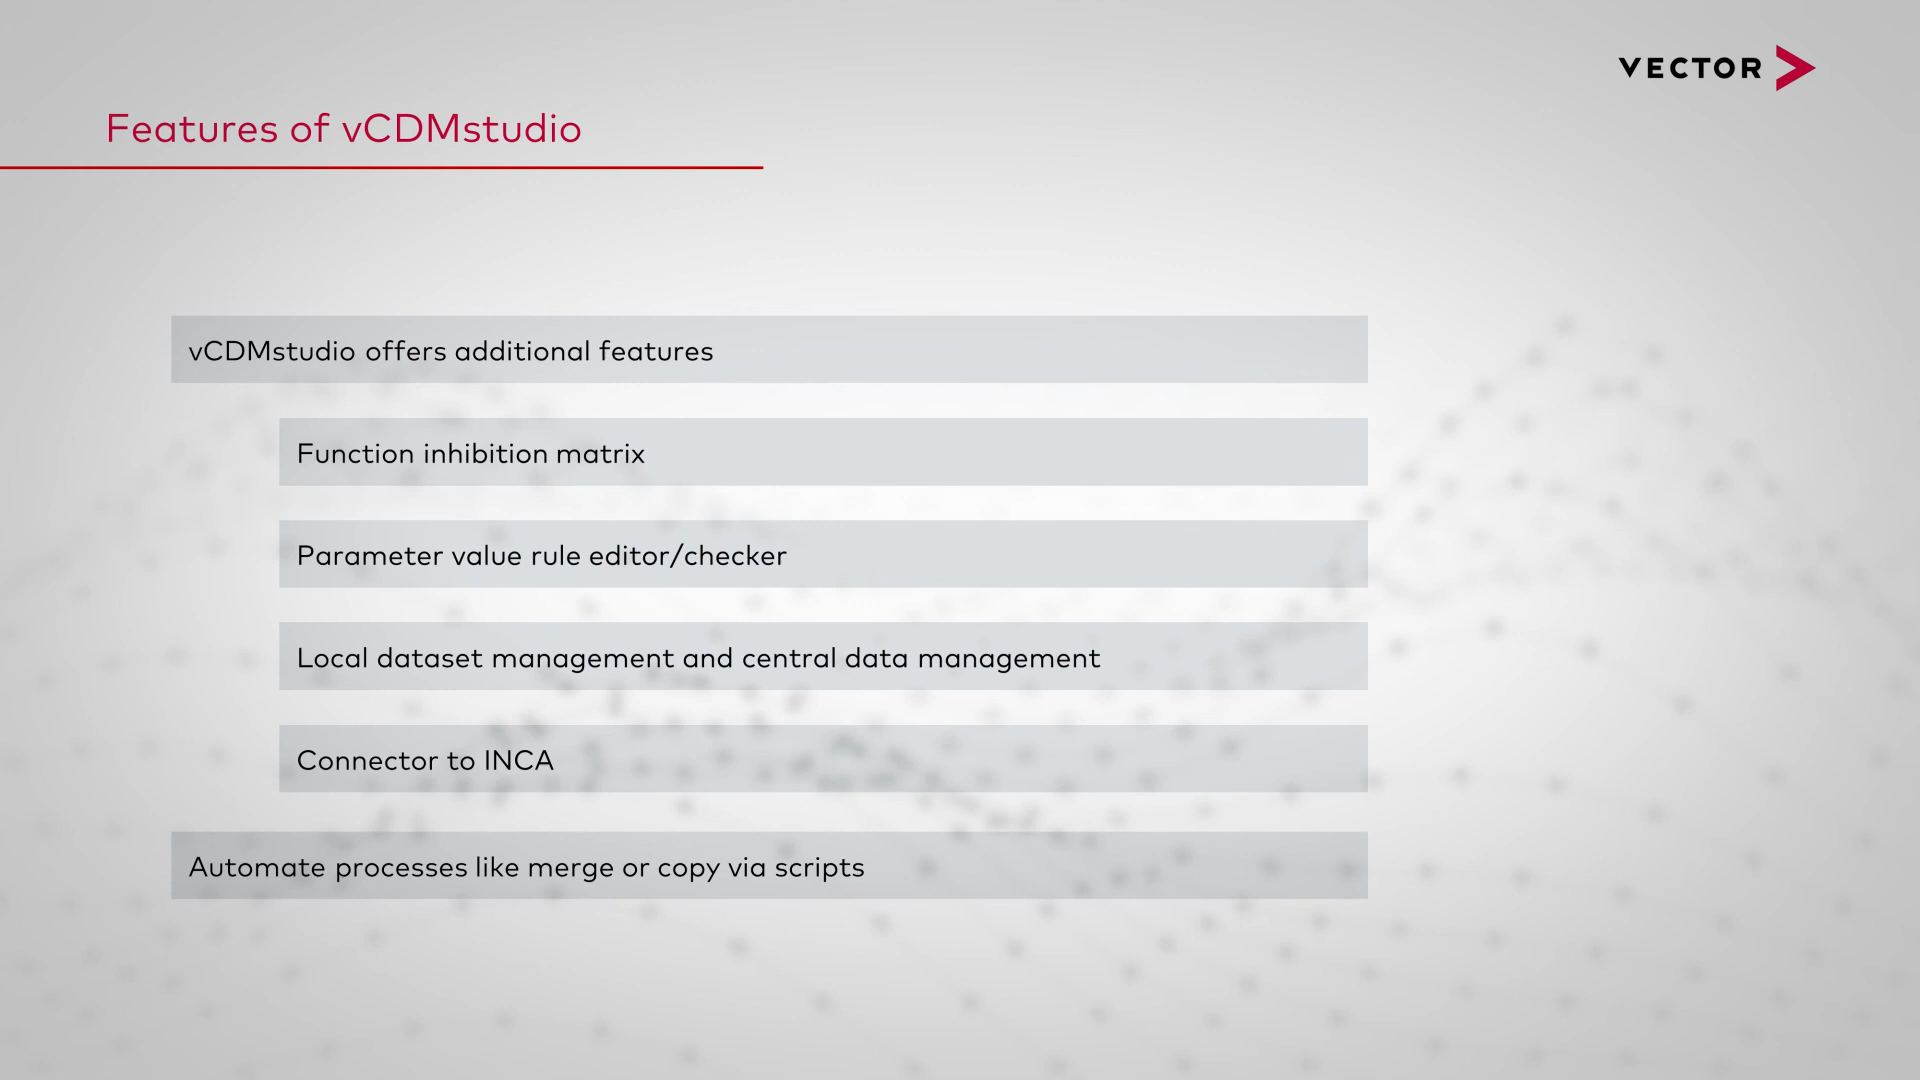 VECTOR
Features of vCDMstudio
vCDMstudio offers additional features
Function inhibition matrix
Parameter value rule editor/checker
Local dataset management and central data management
Connector to INCA
Automate processes like merge or copy via scripts